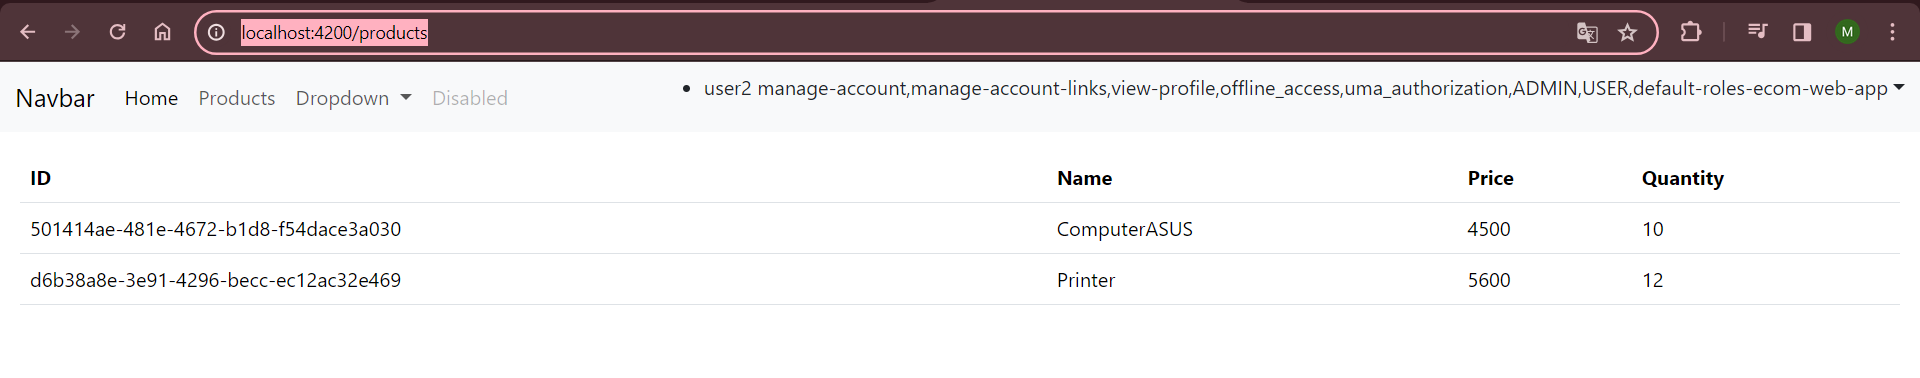 localhost:4200/products
M
Navbar Home Products Dropdown Disabled
user2 manage-account,manage-account-links,view-profile,offline_access,uma_authorization,ADMIN,USER,default-roles-ecom-web-app
ID Name Price Quantity
501414ae-481e-4672-b1d8-f54dace3a030 ComputerASUS 4500 10
d6b38a8e-3e91-4296-becc-ec12ac32e469 Printer 5600 12